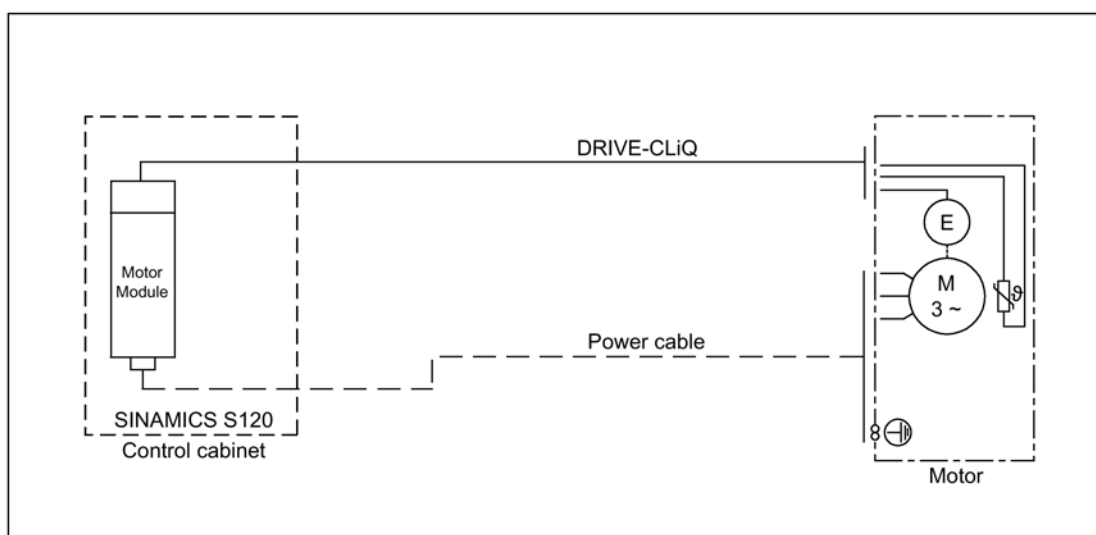 DRIVE-CLiQ
E
Motor
Module
M
3 ~
ϑ
Power cable
SINAMICS S120
Control cabinet
Motor